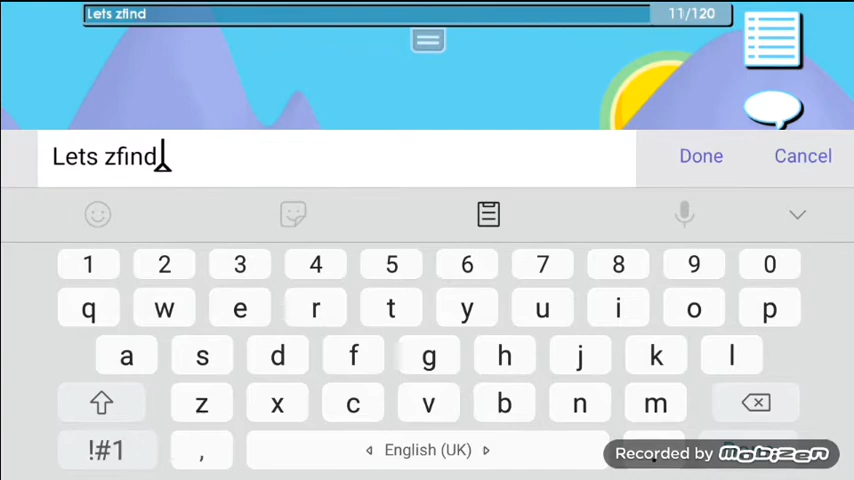 Lets zfind
11/120
Lets zfind
Done
Cancel
1 2 3 4 5 6 7 8 9 0
q w e r t y u i o p
a s d f g h j k l
z x c v b n m
!#1 , English (UK)
Recorded by mobizen